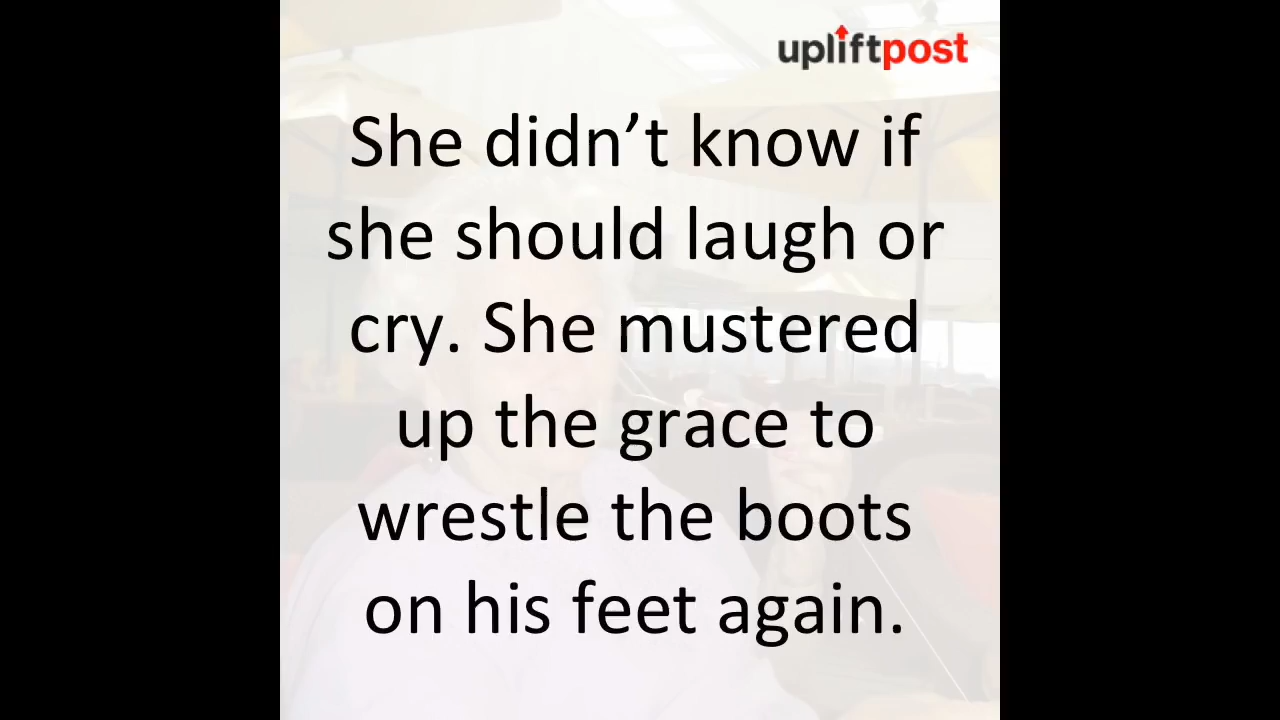 upliftpost
She didn’t know if
she should laugh or
cry. She mustered
up the grace to
wrestle the boots
on his feet again.